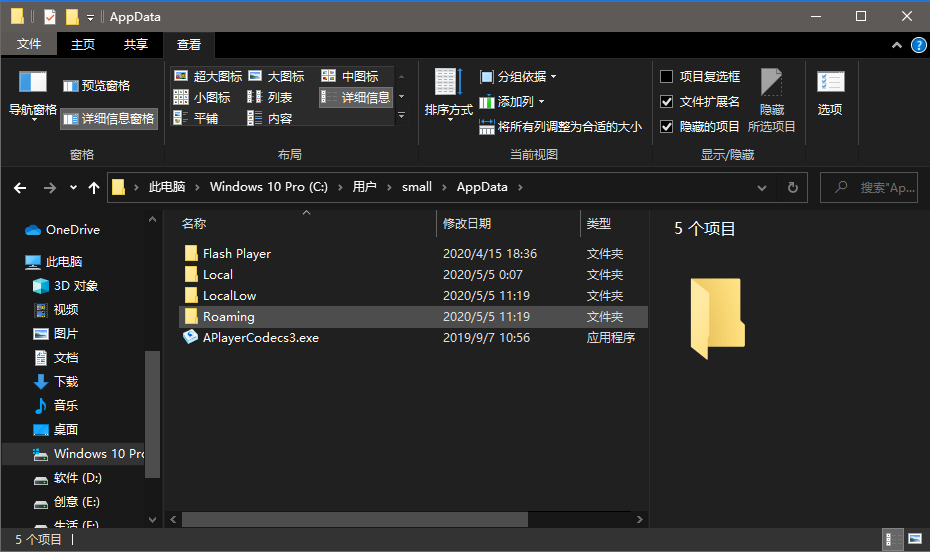 AppData
文件 主页 共享 查看
导航窗格
预览窗格
详细信息窗格
窗格
超大图标 大图标 中图标
小图标 列表 详细信息
平铺 内容
布局
排序方式
分组依据
添加列
将所有列调整为合适的大小
当前视图
项目复选框
文件扩展名
隐藏的项目
隐藏
所选项目
显示/隐藏
选项
此电脑 Windows 10 Pro (C:) 用户 small AppData
搜索"Ap...
OneDrive
此电脑
3D 对象
视频
图片
文档
下载
音乐
桌面
Windows 10 Pro
软件 (D:)
创意 (E:)
生活 (F:)
名称 修改日期 类型
Flash Player 2020/4/15 18:36 文件夹
Local 2020/5/5 0:07 文件夹
LocalLow 2020/5/5 11:19 文件夹
Roaming 2020/5/5 11:19 文件夹
APlayerCodecs3.exe 2019/9/7 10:56 应用程序
5 个项目
5 个项目